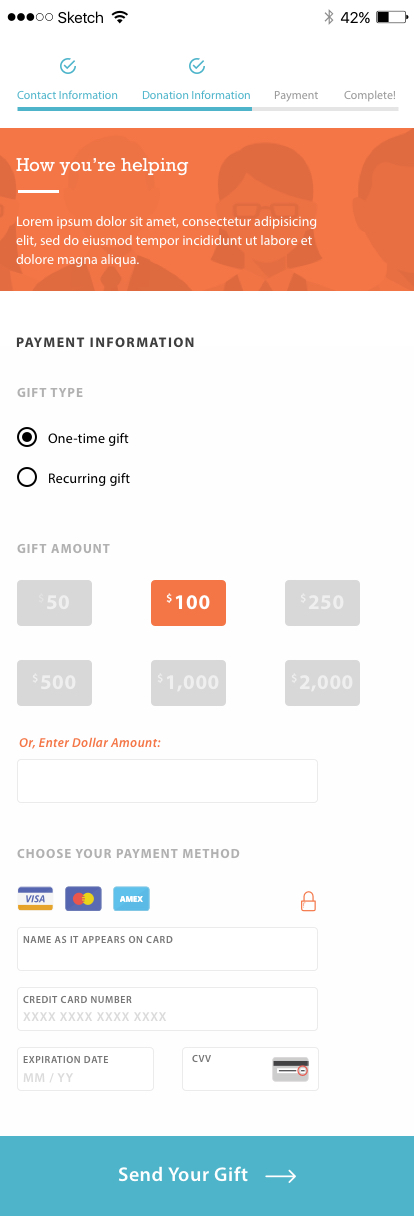 Sketch 42%
Contact Information Donation Information Payment Complete!
How you're helping
Lorem ipsum dolor sit amet, consectetur adipisicing
elit, sed do eiusmod tempor incididunt ut labore et
dolore magna aliqua.
PAYMENT INFORMATION
GIFT TYPE
One-time gift
Recurring gift
GIFT AMOUNT
$50 $100 $250
$500 $1,000 $2,000
Or, Enter Dollar Amount:
CHOOSE YOUR PAYMENT METHOD
VISA AMEX
NAME AS IT APPEARS ON CARD
CREDIT CARD NUMBER
XXXX XXXX XXXX XXXX
EXPIRATION DATE CVV
MM / YY
Send Your Gift